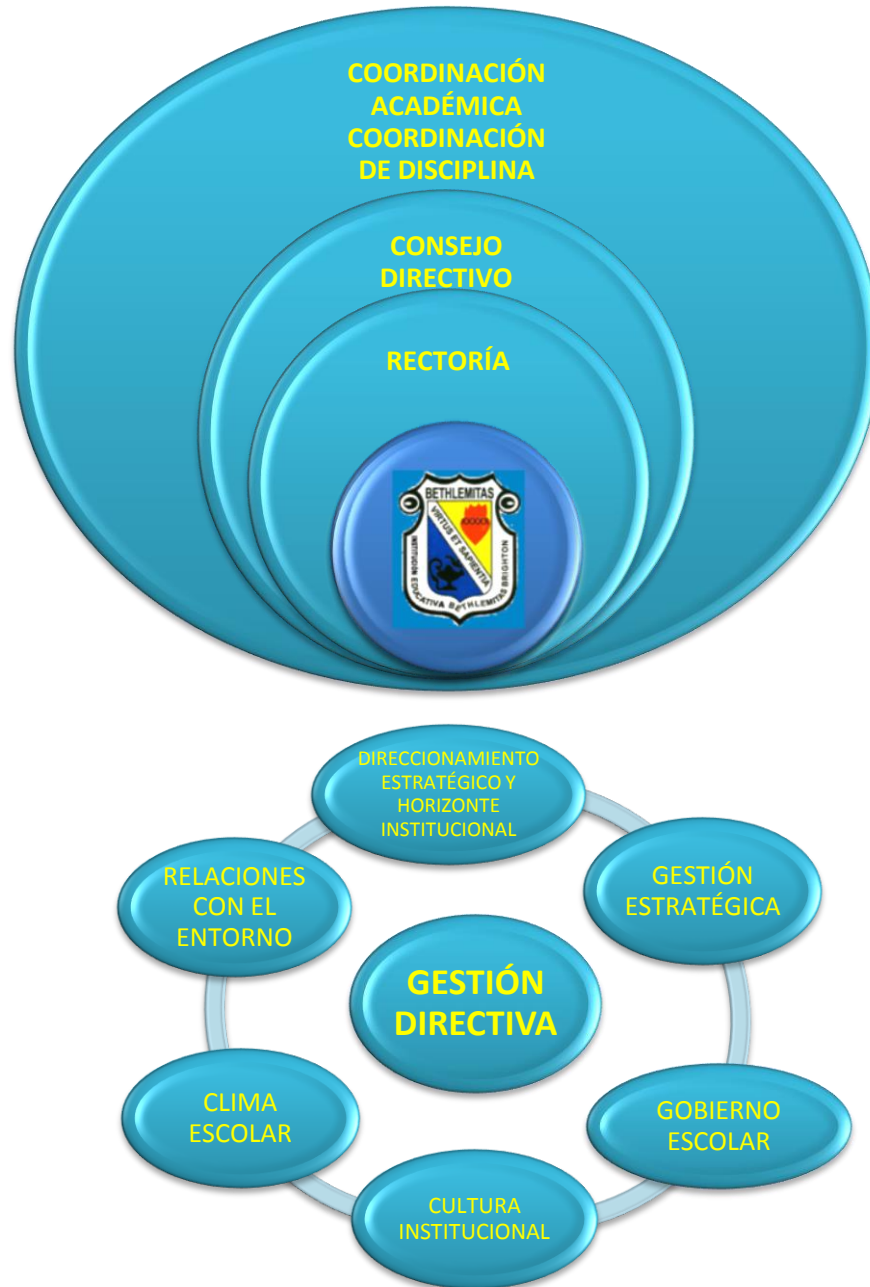 COORDINACIÓN
ACADÉMICA
COORDINACIÓN
DE DISCIPLINA
CONSEJO
DIRECTIVO
RECTORÍA
BETHLEMITAS
VIRTUS ET SAPIENTIA
INSTITUCIÓN EDUCATIVA BETHLEMITAS BRIGHTON
DIRECCIONAMIENTO
ESTRATÉGICO Y
HORIZONTE
INSTITUCIONAL
RELACIONES
CON EL
ENTORNO
GESTIÓN
ESTRATÉGICA
GESTIÓN
DIRECTIVA
CLIMA
ESCOLAR
GOBIERNO
ESCOLAR
CULTURA
INSTITUCIONAL